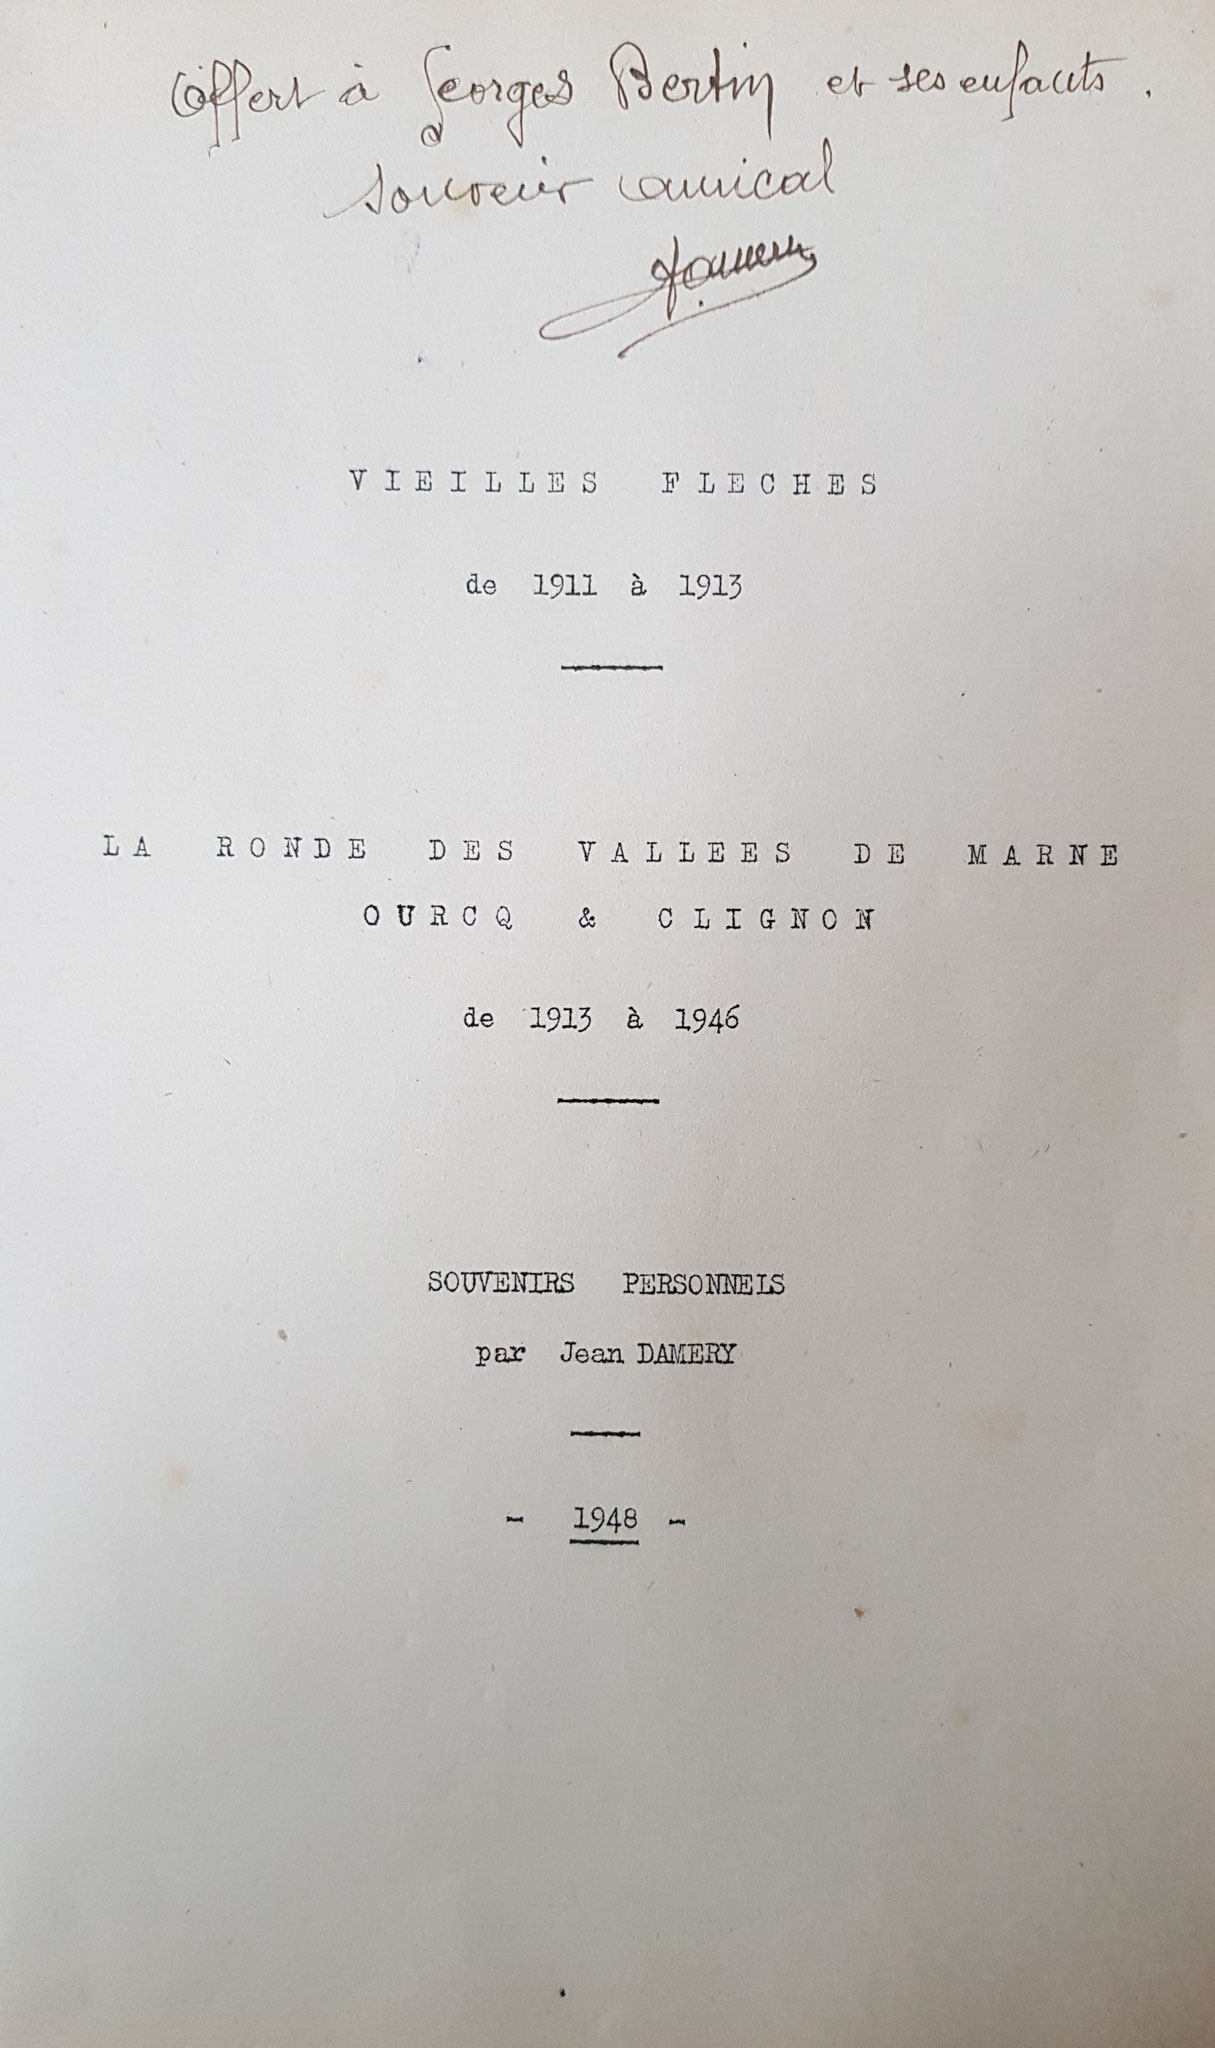 Offert à Georges Bertin et ses enfants.
souvenir amical
Damery
VIEILLES FLECHES
de 1911 à 1913
LA RONDE DES VALLEES DE MARNE
OURCQ & CLIGNON
de 1913 à 1946
SOUVENIRS PERSONNELS
par Jean DAMERY
- 1948 -